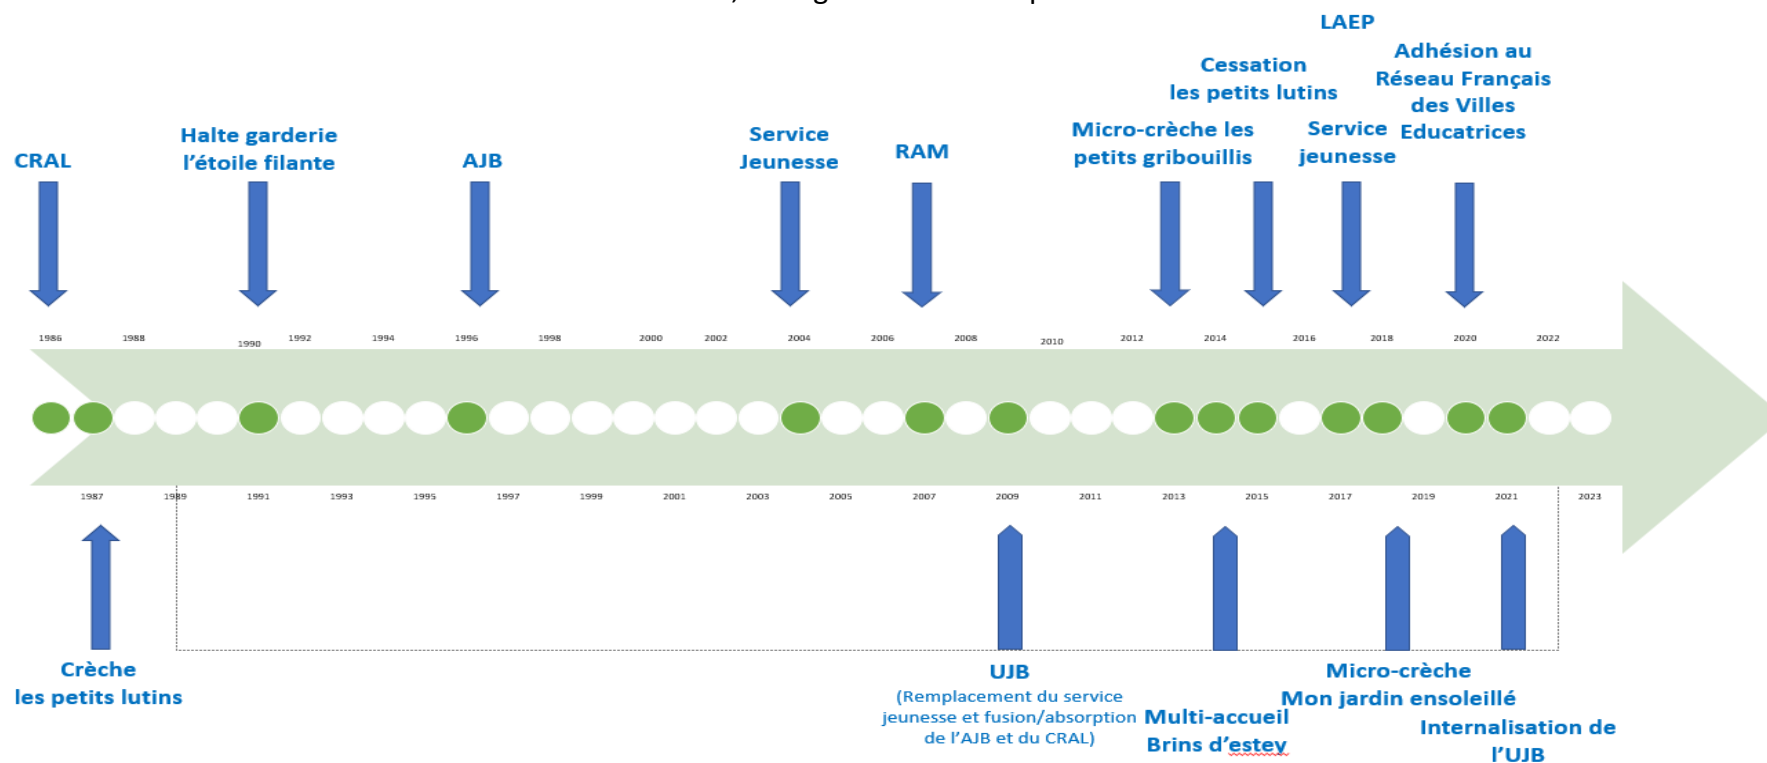 LAEP
Adhésion au
Réseau Français
des Villes
Educatrices
Cessation
les petits lutins
CRAL
Halte garderie
l’étoile filante
AJB
Service
Jeunesse
RAM
Micro-crèche les
petits gribouillis
Service
jeunesse
1986
1988
1990
1992
1994
1996
1998
2000
2002
2004
2006
2008
2010
2012
2014
2016
2018
2020
2022
1987
1989
1991
1993
1995
1997
1999
2001
2003
2005
2007
2009
2011
2013
2015
2017
2019
2021
2023
Crèche
les petits lutins
UJB
(Remplacement du service
jeunesse et fusion/absorption
de l’AJB et du CRAL)
Multi-accueil
Brins d’estey
Micro-crèche
Mon jardin ensoleillé
Internalisation de
l’UJB